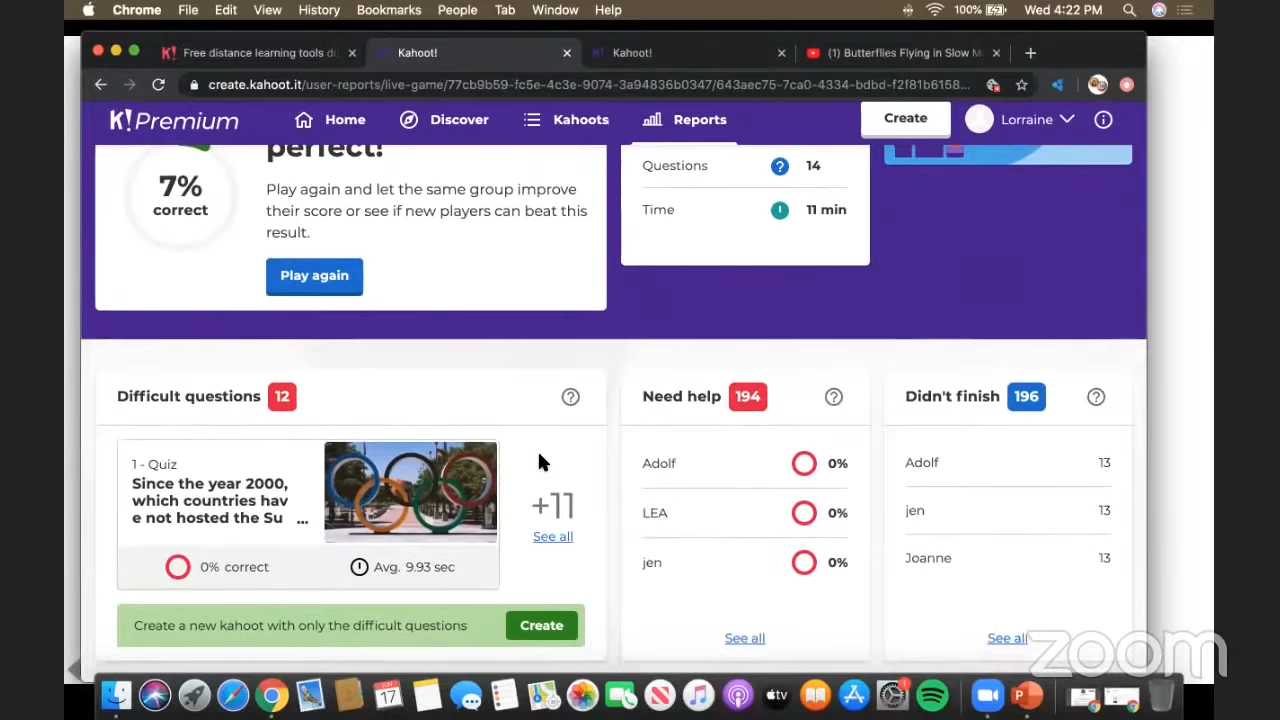 Chrome File Edit View History Bookmarks People Tab Window Help 100% Wed 4:22 PM
Free distance learning tools d Kahoot! Kahoot! (1) Butterflies Flying in Slow M
create.kahoot.it/user-reports/live-game/77cb9b59-fc5e-4c3e-9074-3a94836b0347/643aec75-7ca0-4334-bdbd-f2f81b6158...
K! Premium Home Discover Kahoots Reports Create Lorraine
perfect!
7%
correct
Play again and let the same group improve
their score or see if new players can beat this
result.
Play again
Questions 14
Time 11 min
Difficult questions 12
1 - Quiz
Since the year 2000,
which countries hav
e not hosted the Su ...
0% correct Avg. 9.93 sec
+11
See all
Create a new kahoot with only the difficult questions Create
Need help 194
Adolf 0%
LEA 0%
jen 0%
See all
Didn't finish 196
Adolf 13
jen 13
Joanne 13
See all
zoom
JUN
17
tv
1